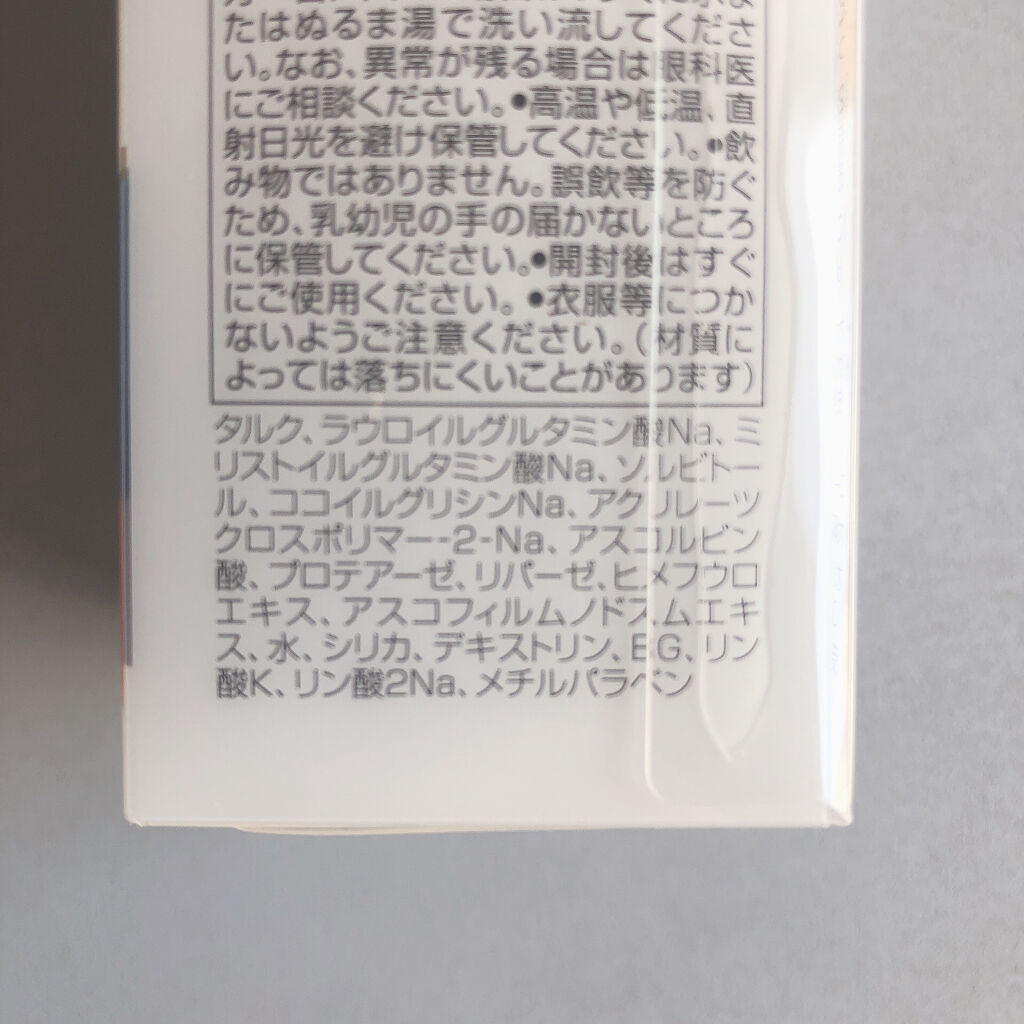 たはぬるま湯で洗い流してくださ
い。なお、異常が残る場合は眼科医
にご相談ください。●高温や低温、直
射日光を避け保管してください。●飲
み物ではありません。誤飲等を防ぐ
ため、乳幼児の手の届かないところ
に保管してください。●開封後はすぐ
にご使用ください。●衣服等につか
ないようご注意ください。(材質に
よっては落ちにくいことがあります)
タルク、ラウロイルグルタミン酸Na、ミ
リストイルグルタミン酸Na、ソルビトー
ル、ココイルグリシンNa、アクリルーツ
クロスポリマー-2-Na、アスコルビン
酸、プロテアーゼ、リパーゼ、ヒメフウロ
エキス、アスコフィルムノドスムエキ
ス、水、シリカ、デキストリン、BG、リン
酸K、リン酸2Na、メチルパラベン